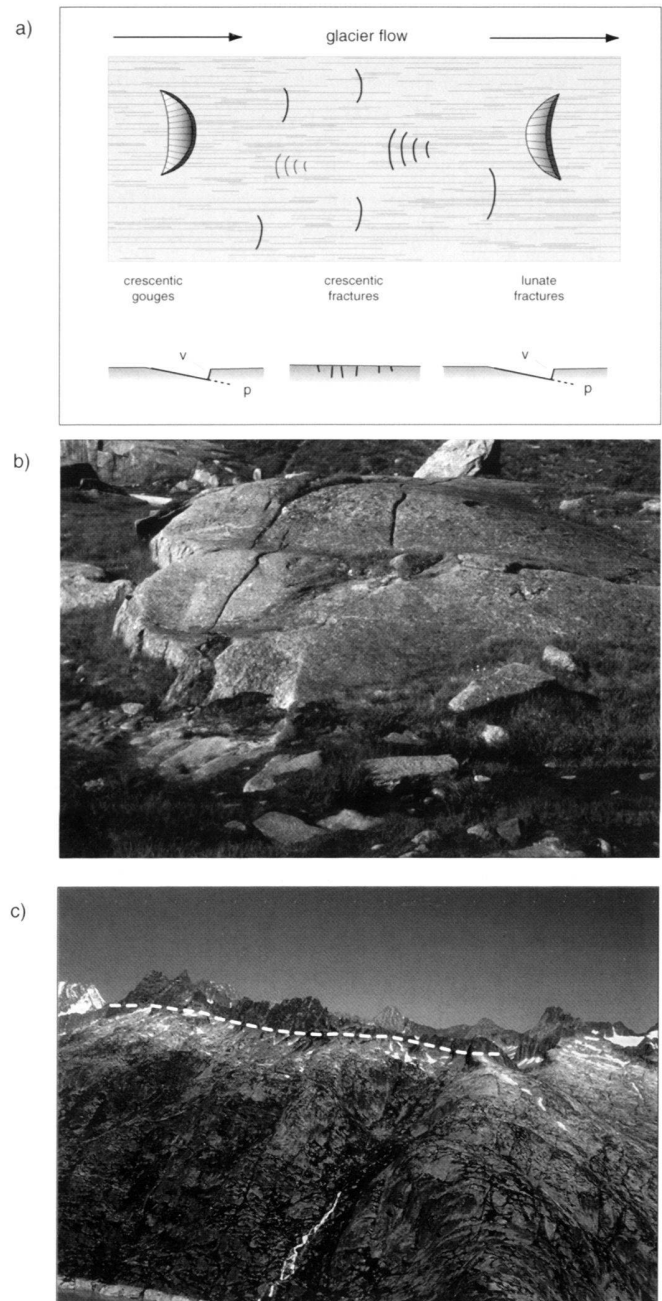 a)
glacier flow
crescentic
gouges
crescentic
fractures
lunate
fractures
v
p
v
p
b)
c)